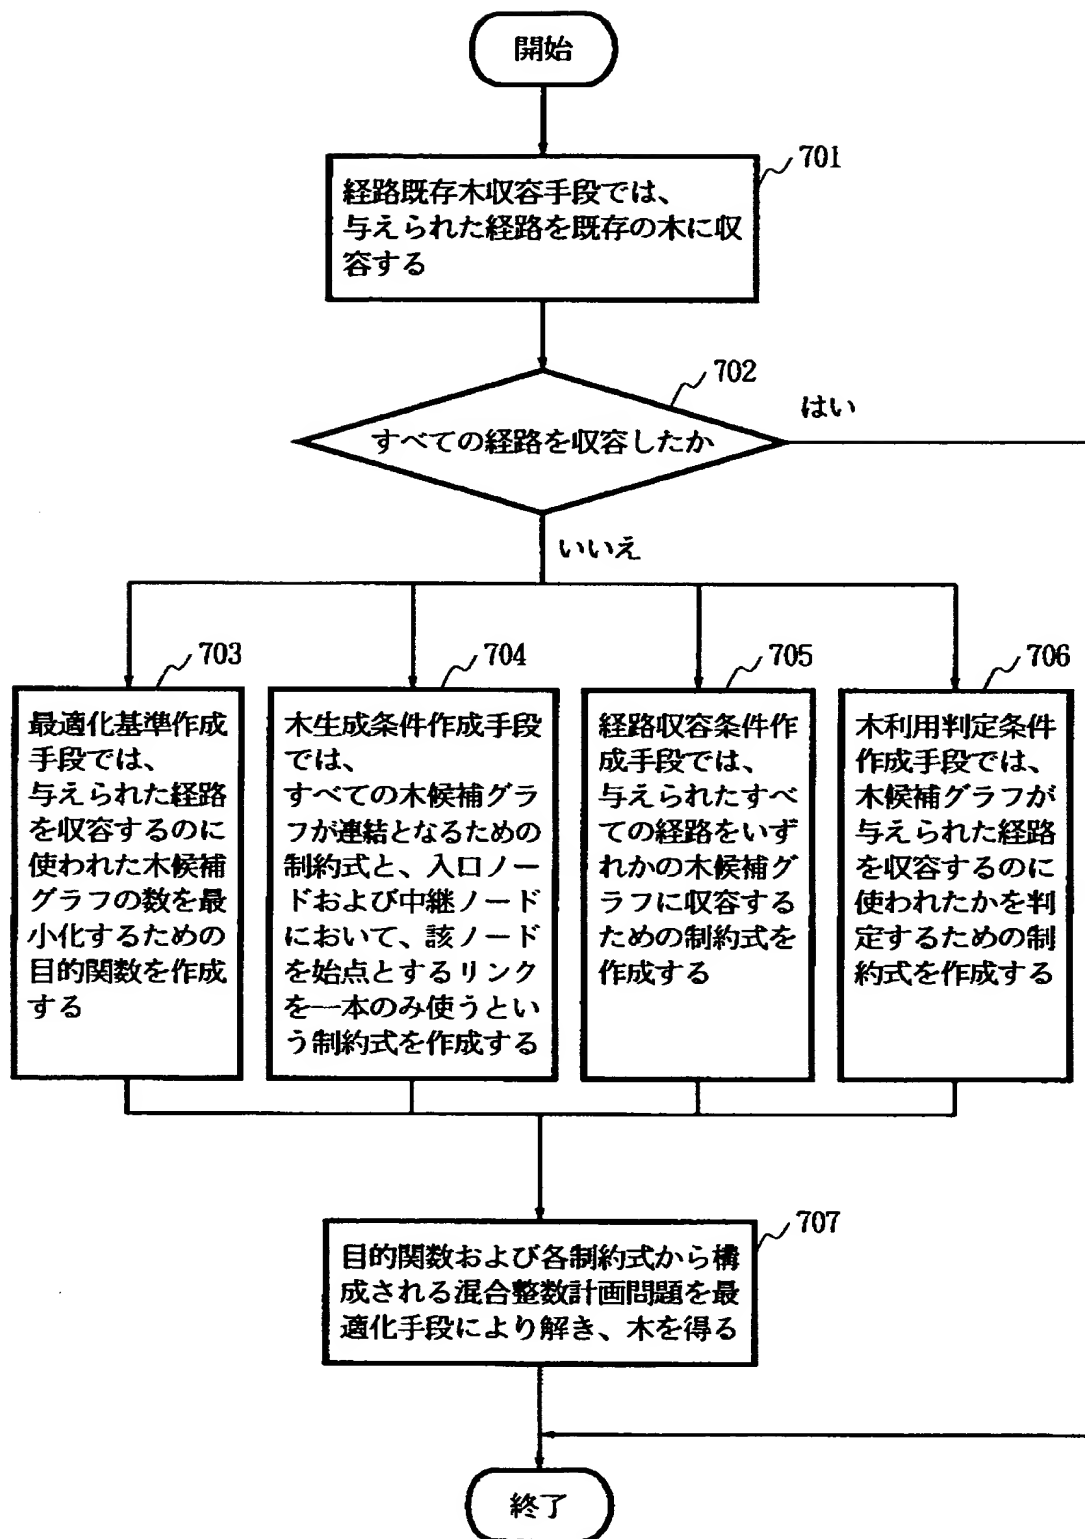 開始
701
経路既存木収容手段では、
与えられた経路を既存の木に収
容する
702
すべての経路を収容したか
はい
いいえ
703
最適化基準作成
手段では、
与えられた経路
を収容するのに
使われた木候補
グラフの数を最
小化するための
目的関数を作成
する
704
木生成条件作成手段
では、
すべての木候補グラ
フが連結となるための
制約式と、入口ノー
ドおよび中継ノード
において、該ノード
を始点とするリンク
を一本のみ使うとい
う制約式を作成する
705
経路収容条件作
成手段では、
与えられたすべ
ての経路をいず
れかの木候補グ
ラフに収容する
ための制約式を
作成する
706
木利用判定条件
作成手段では、
木候補グラフが
与えられた経路
を収容するのに
使われたかを判
定するための制
約式を作成する
707
目的関数および各制約式から構
成される混合整数計画問題を最
適化手段により解き、木を得る
終了